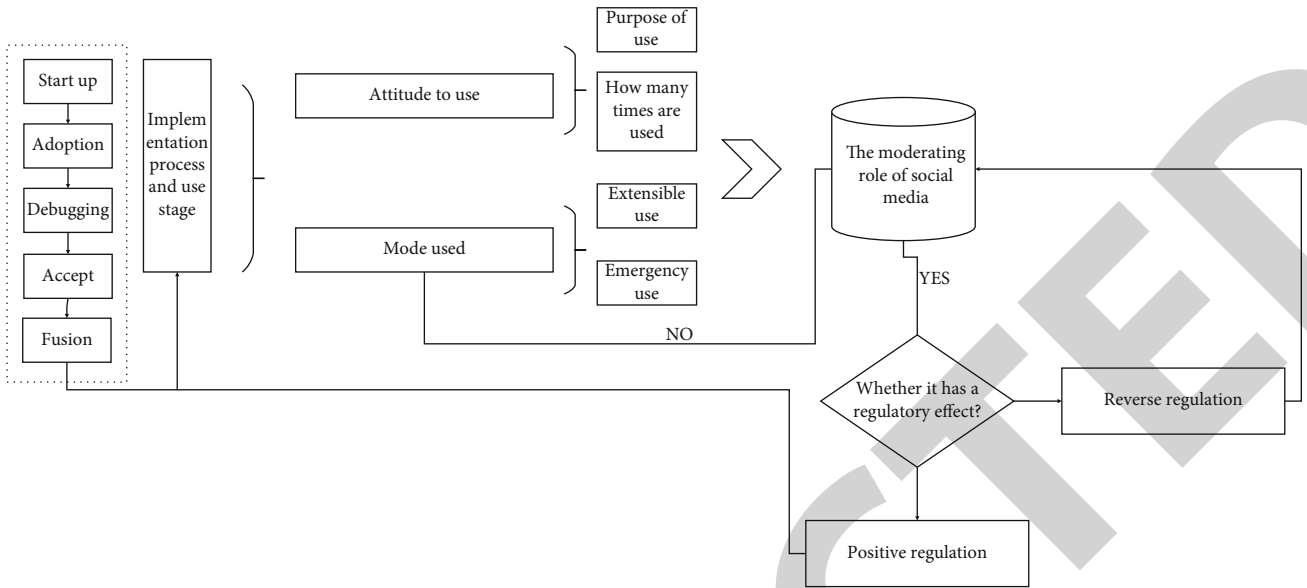 Start up
Adoption
Debugging
Accept
Fusion
Implem
entation
process
and use
stage
Attitude to use
Mode used
Purpose of
use
How many
times are
used
Extensible
use
Emergency
use
The moderating
role of social
media
YES
NO
Whether it has a
regulatory effect?
Reverse regulation
Positive regulation
CTED